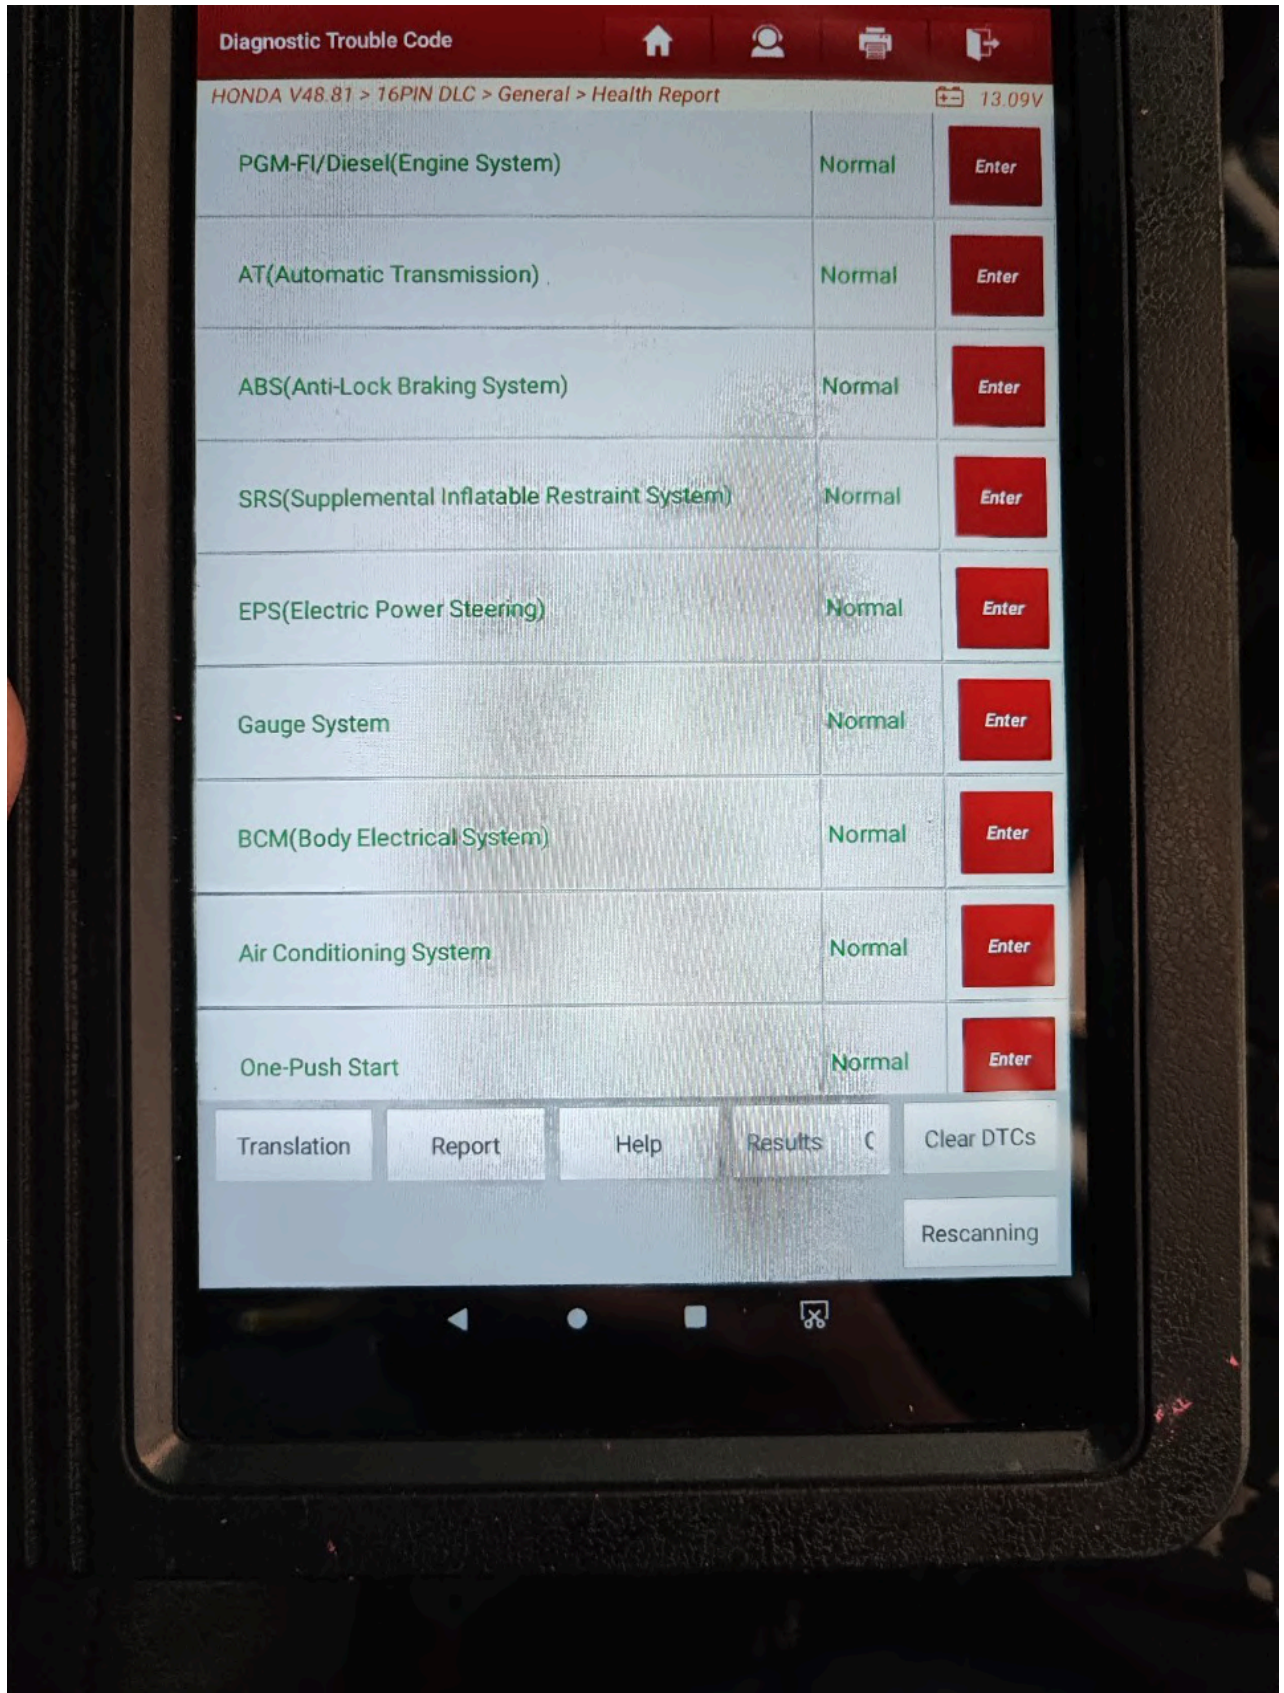 Diagnostic Trouble Code
HONDA V48.81 > 16PIN DLC > General > Health Report 13.09V
PGM-FI/Diesel(Engine System) Normal Enter
AT(Automatic Transmission) Normal Enter
ABS(Anti-Lock Braking System) Normal Enter
SRS(Supplemental Inflatable Restraint System) Normal Enter
EPS(Electric Power Steering) Normal Enter
Gauge System Normal Enter
BCM(Body Electrical System) Normal Enter
Air Conditioning System Normal Enter
One-Push Start Normal Enter
Translation Report Help Results C Clear DTCs
Rescanning